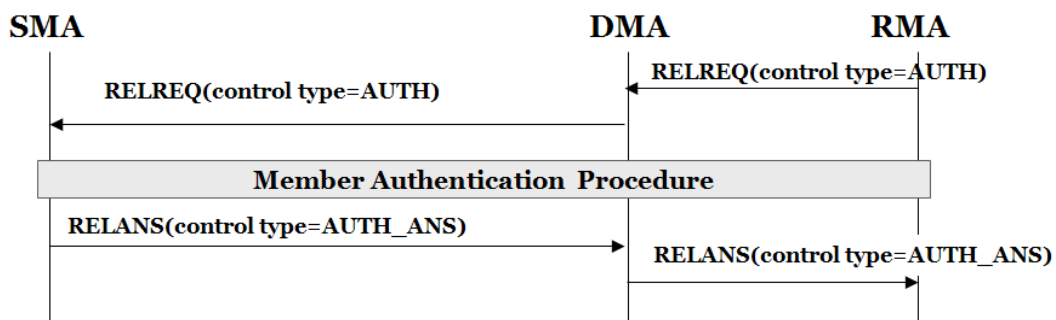 SMA DMA RMA
RELREQ(control type=AUTH)
RELREQ(control type=AUTH)
Member Authentication Procedure
RELANS(control type=AUTH_ANS)
RELANS(control type=AUTH_ANS)